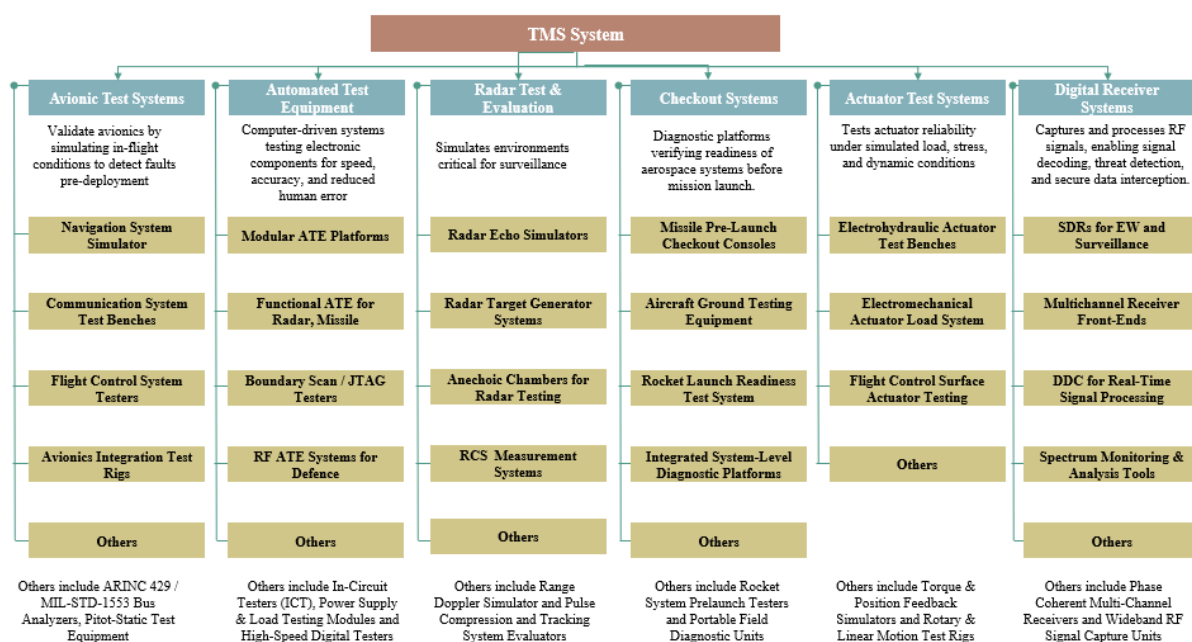 TMS System
Avionic Test Systems
Validate avionics by
simulating in-flight
conditions to detect faults
pre-deployment
Navigation System
Simulator
Communication System
Test Benches
Flight Control System
Testers
Avionics Integration Test
Rigs
Others
Others include ARINC 429 /
MIL-STD-1553 Bus
Analyzers, Pitot-Static Test
Equipment
Automated Test
Equipment
Computer-driven systems
testing electronic
components for speed,
accuracy, and reduced
human error
Modular ATE Platforms
Functional ATE for
Radar, Missile
Boundary Scan / JTAG
Testers
RF ATE Systems for
Defence
Others
Others include In-Circuit
Testers (ICT), Power Supply
& Load Testing Modules and
High-Speed Digital Testers
Radar Test &
Evaluation
Simulates environments
critical for surveillance
Radar Echo Simulators
Radar Target Generator
Systems
Anechoic Chambers for
Radar Testing
RCS Measurement
Systems
Others
Others include Range
Doppler Simulator and Pulse
Compression and Tracking
System Evaluators
Checkout Systems
Diagnostic platforms
verifying readiness of
aerospace systems before
mission launch.
Missile Pre-Launch
Checkout Consoles
Aircraft Ground Testing
Equipment
Rocket Launch Readiness
Test System
Integrated System-Level
Diagnostic Platforms
Others
Others include Rocket
System Prelaunch Testers
and Portable Field
Diagnostic Units
Actuator Test Systems
Tests actuator reliability
under simulated load, stress,
and dynamic conditions
Electrohydraulic Actuator
Test Benches
Electromechanical
Actuator Load System
Flight Control Surface
Actuator Testing
Others
Others include Torque &
Position Feedback
Simulators and Rotary &
Linear Motion Test Rigs
Digital Receiver
Systems
Captures and processes RF
signals, enabling signal
decoding, threat detection,
and secure data interception.
SDRs for EW and
Surveillance
Multichannel Receiver
Front-Ends
DDC for Real-Time
Signal Processing
Spectrum Monitoring &
Analysis Tools
Others
Others include Phase
Coherent Multi-Channel
Receivers and Wideband RF
Signal Capture Units